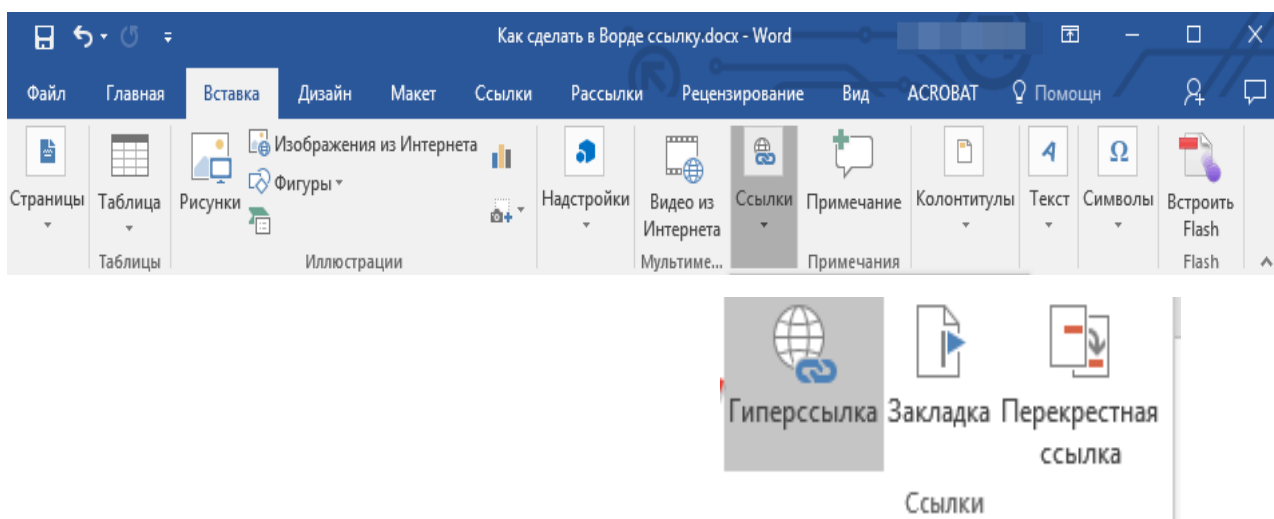 Как сделать в Ворде ссылку.docx - Word
Файл Главная Вставка Дизайн Макет Ссылки Рассылки Рецензирование Вид ACROBAT Помощн
Изображения из Интернета
Фигуры
Страницы Таблица Рисунки Надстройки Видео из Интернета Ссылки Примечание Колонтитулы Текст Символы Встроить Flash
Таблицы Иллюстрации Мультиме... Примечания Flash
Гиперссылка Закладка Перекрестная
ссылка
Ссылки